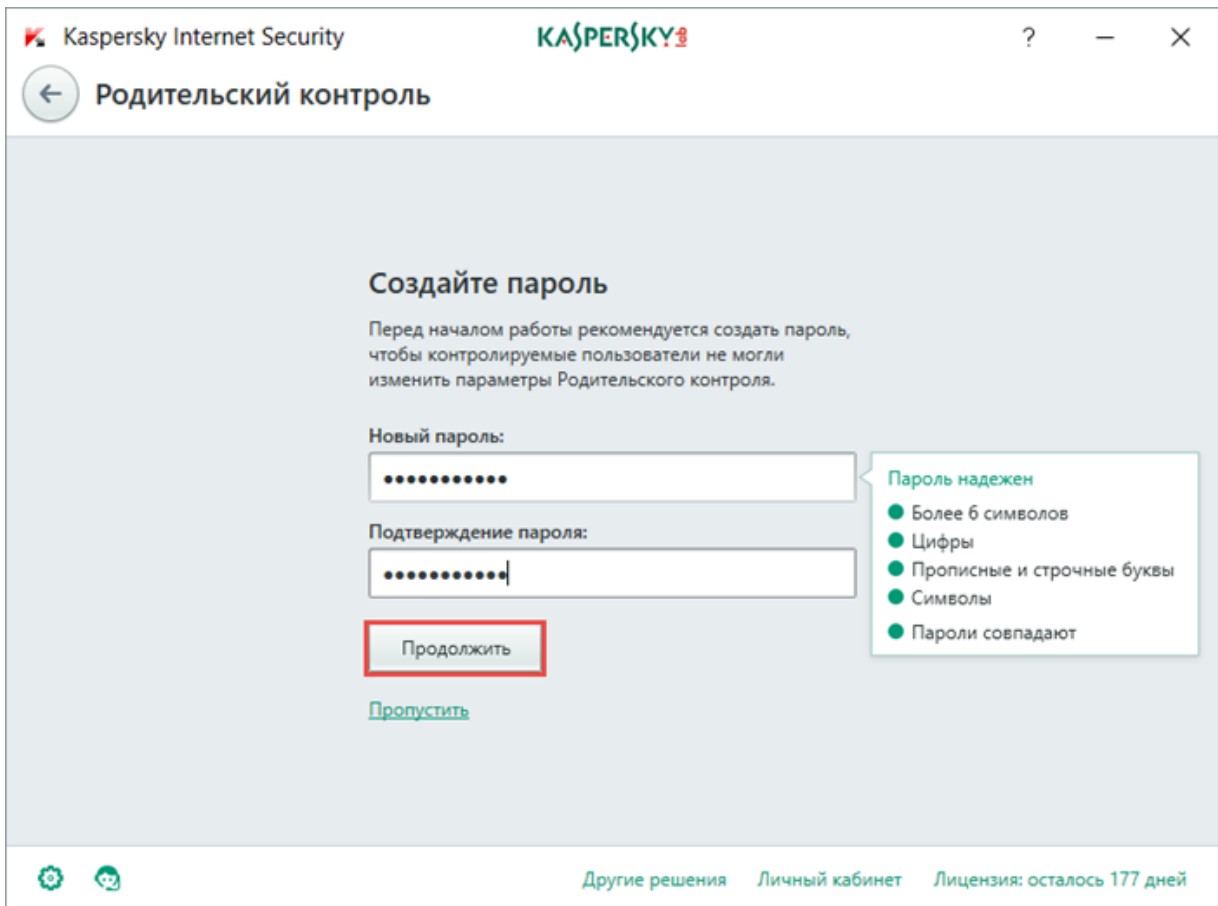 Kaspersky Internet Security
KASPERSKY lab
?
Родительский контроль
Создайте пароль
Перед началом работы рекомендуется создать пароль,
чтобы контролируемые пользователи не могли
изменить параметры Родительского контроля.
Новый пароль:
•••••••••••
Пароль надежен
Более 6 символов
Цифры
Прописные и строчные буквы
Символы
Пароли совпадают
Подтверждение пароля:
•••••••••••
Продолжить
Пропустить
Другие решения
Личный кабинет
Лицензия: осталось 177 дней